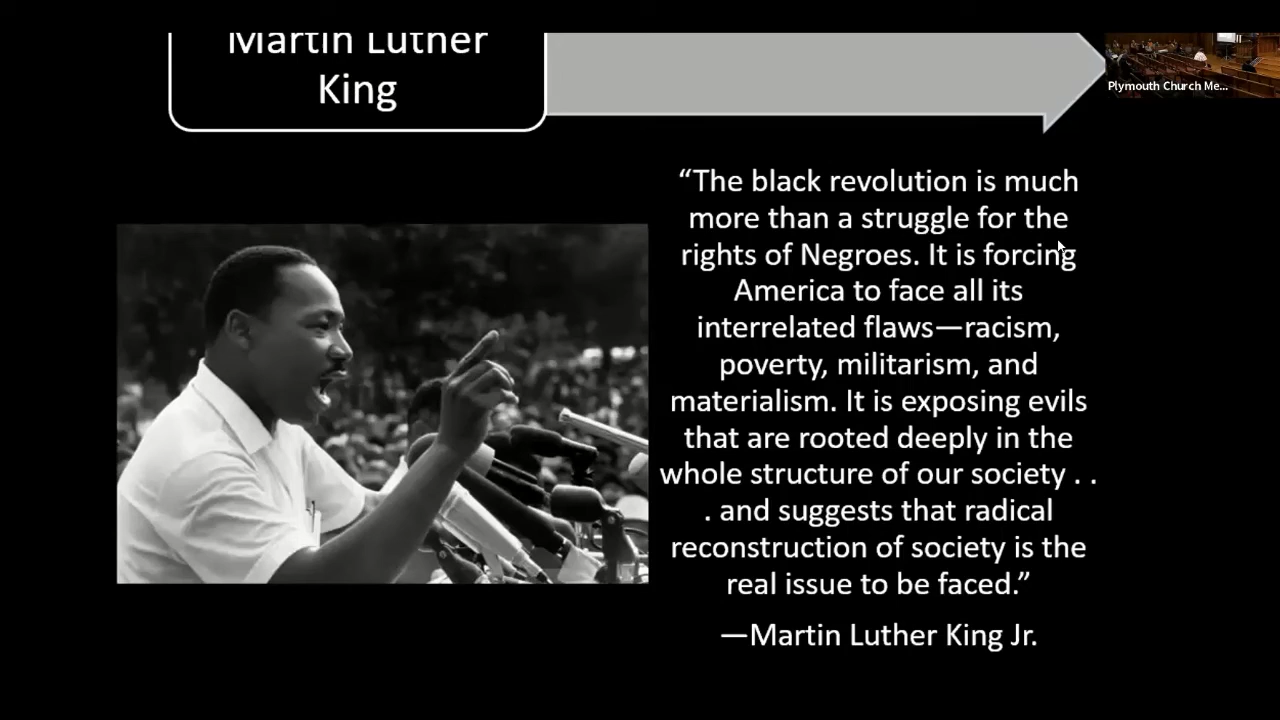 Martin Luther
King
Plymouth Church Me...
“The black revolution is much
more than a struggle for the
rights of Negroes. It is forcing
America to face all its
interrelated flaws—racism,
poverty, militarism, and
materialism. It is exposing evils
that are rooted deeply in the
whole structure of our society . .
. and suggests that radical
reconstruction of society is the
real issue to be faced.”
—Martin Luther King Jr.